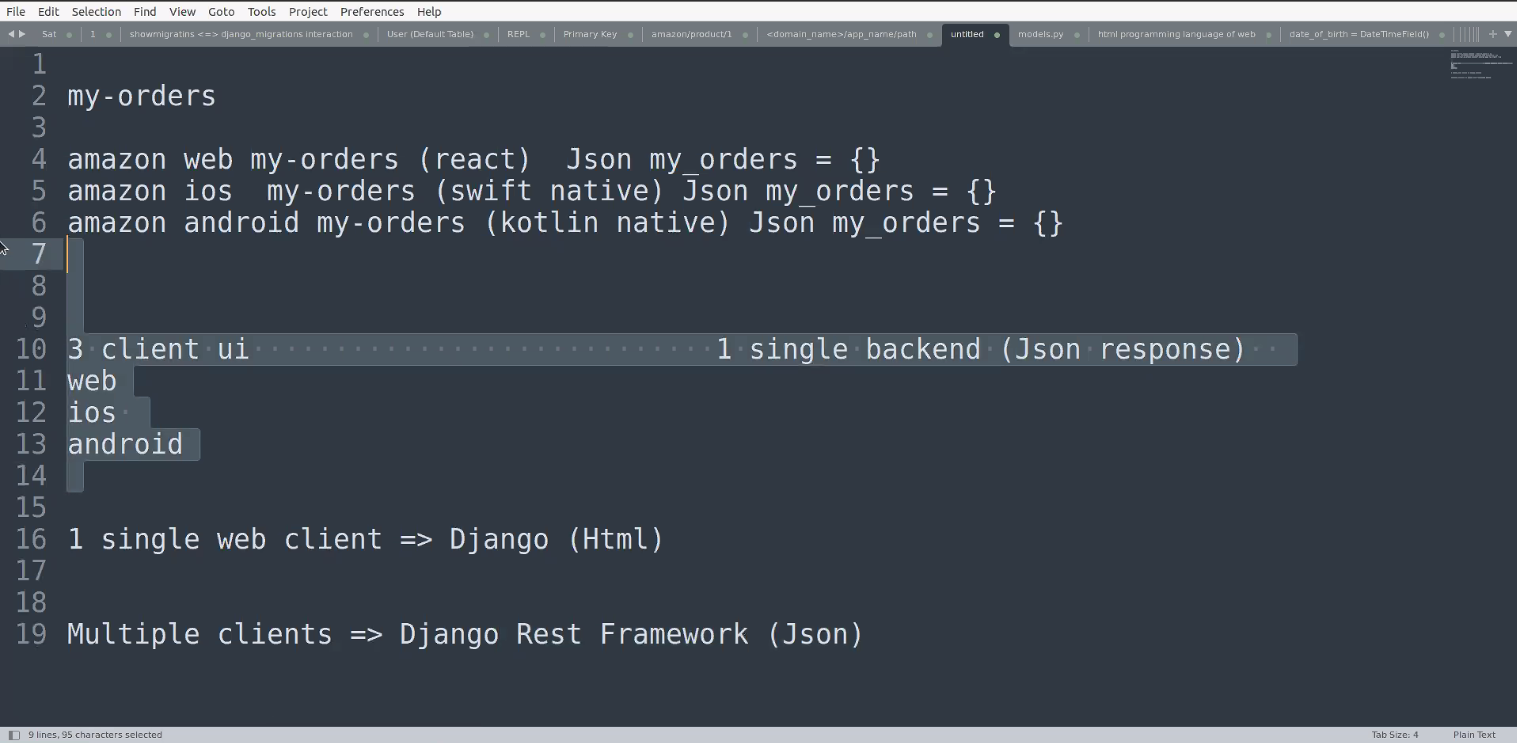 File Edit Selection Find View Goto Tools Project Preferences Help
Sat 1 showmigratins <=> django_migrations interaction User (Default Table) REPL Primary Key amazon/product/1 <domain_name>/app_name/path untitled models.py html programming language of web date_of_birth = DateTimeField()
1
2 my-orders
3
4 amazon web my-orders (react)  Json my_orders = {}
5 amazon ios  my-orders (swift native) Json my_orders = {}
6 amazon android my-orders (kotlin native) Json my_orders = {}
7
8
9
10 3 client ui                            1 single backend (Json response)
11 web
12 ios
13 android
14
15
16 1 single web client => Django (Html)
17
18
19 Multiple clients => Django Rest Framework (Json)
9 lines, 95 characters selected Tab Size: 4 Plain Text